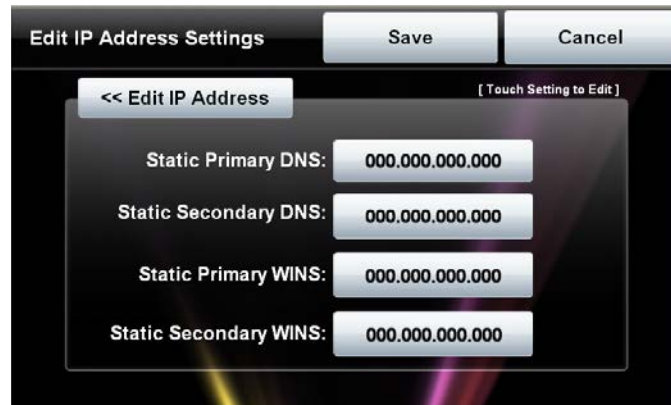 Edit IP Address Settings Save Cancel
<< Edit IP Address [ Touch Setting to Edit ]
Static Primary DNS: 000.000.000.000
Static Secondary DNS: 000.000.000.000
Static Primary WINS: 000.000.000.000
Static Secondary WINS: 000.000.000.000